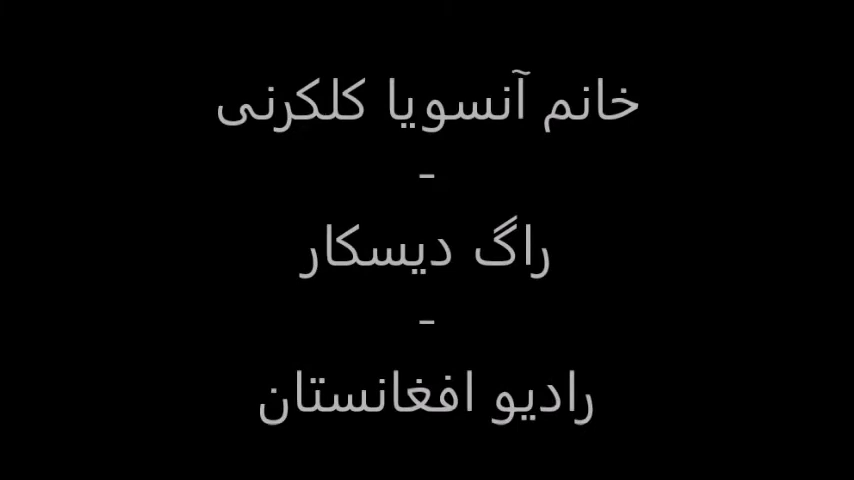 خانم آنسویا کلکرنی
-
راگ دیسکار
-
رادیو افغانستان